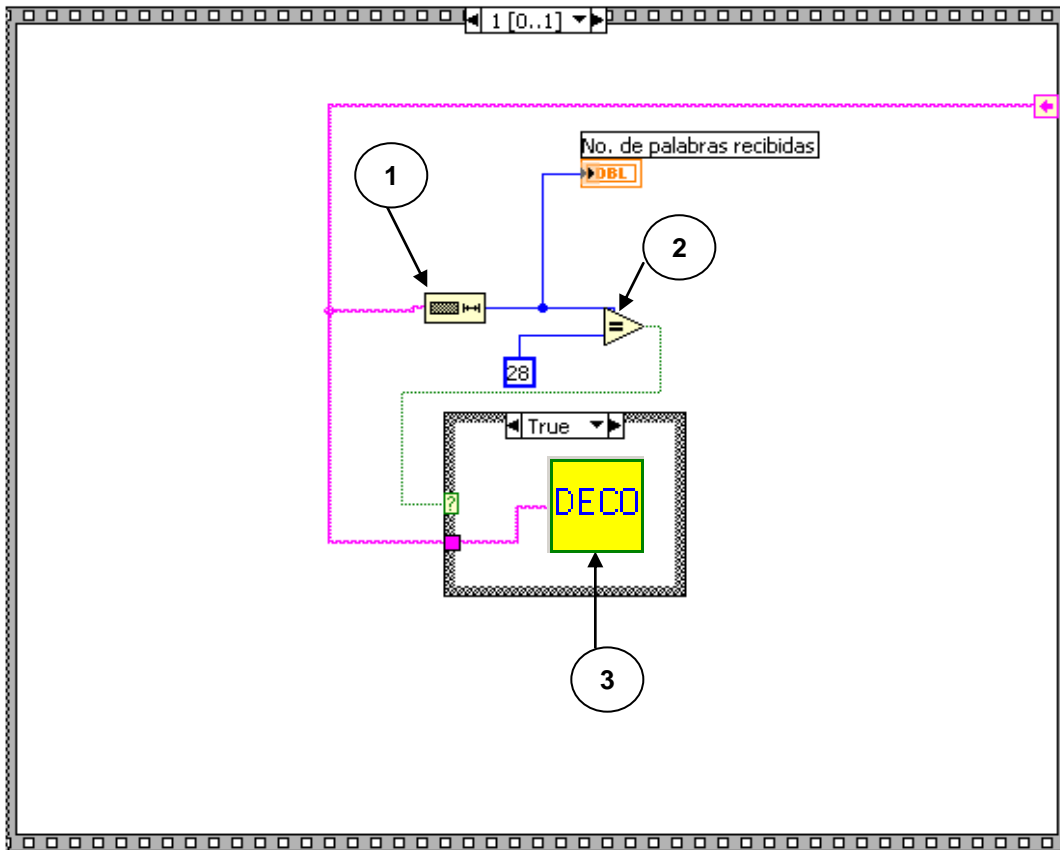 1 [0..1]
No. de palabras recibidas
DBL
1
2
=
28
True
?
DECO
3